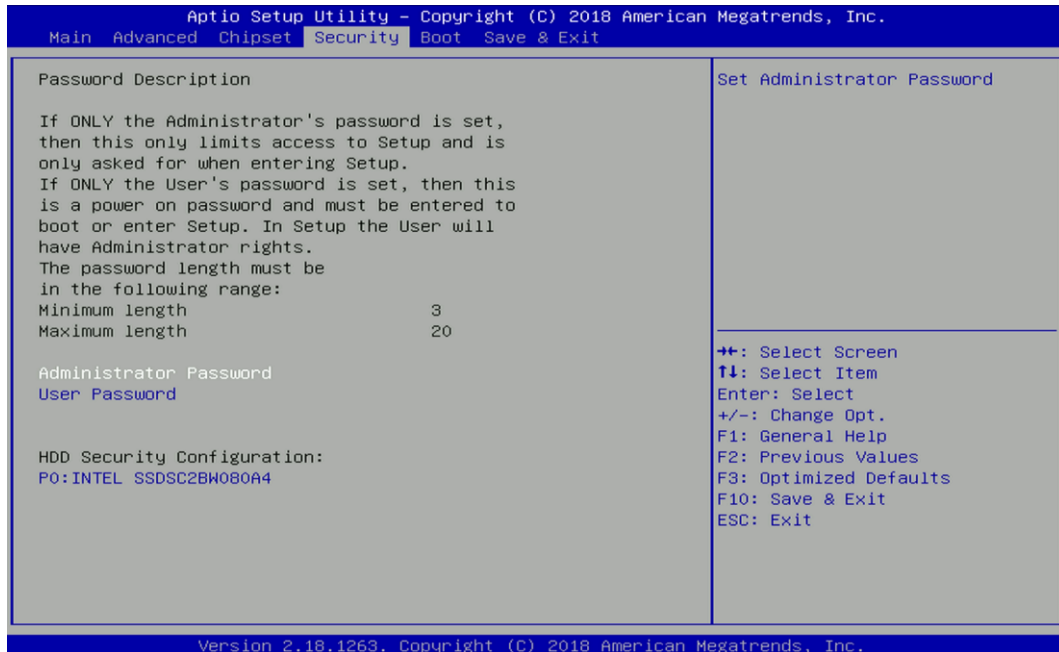 Aptio Setup Utility – Copyright (C) 2018 American Megatrends, Inc.
Main Advanced Chipset Security Boot Save & Exit
Password Description
If ONLY the Administrator's password is set,
then this only limits access to Setup and is
only asked for when entering Setup.
If ONLY the User's password is set, then this
is a power on password and must be entered to
boot or enter Setup. In Setup the User will
have Administrator rights.
The password length must be
in the following range:
Minimum length 3
Maximum length 20
Administrator Password
User Password
HDD Security Configuration:
P0:INTEL SSDSC2BW080A4
Set Administrator Password
→←: Select Screen
↑↓: Select Item
Enter: Select
+/-: Change Opt.
F1: General Help
F2: Previous Values
F3: Optimized Defaults
F10: Save & Exit
ESC: Exit
Version 2.18.1263. Copyright (C) 2018 American Megatrends, Inc.